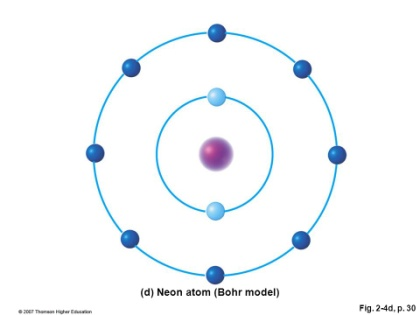 (d) Neon atom (Bohr model)
Fig. 2-4d, p. 30
© 2007 Thomson Higher Education